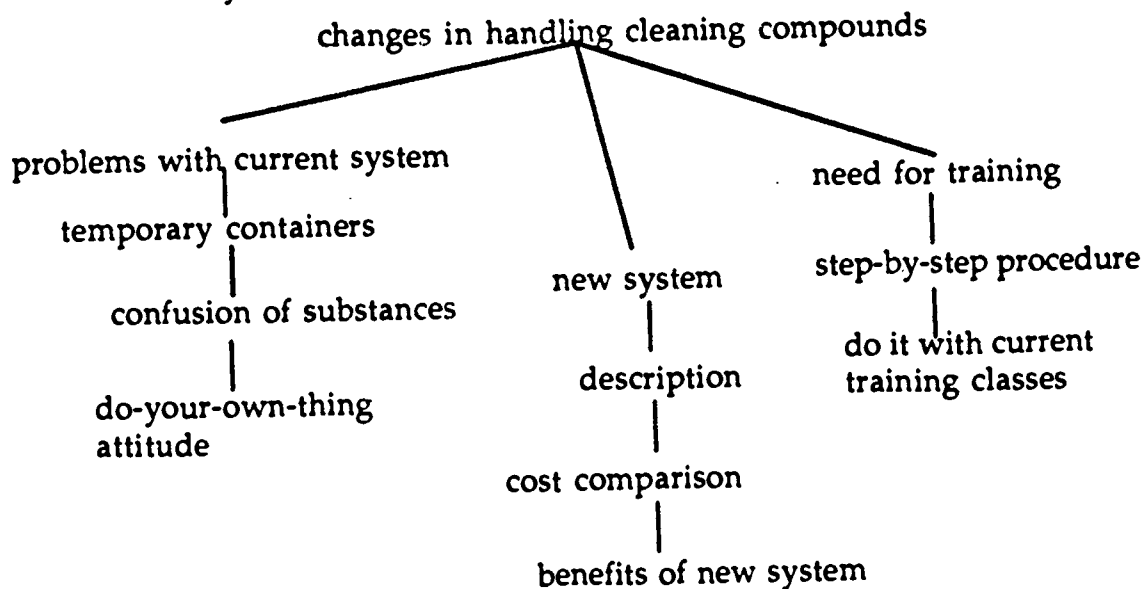 changes in handling cleaning compounds
problems with current system
temporary containers
confusion of substances
do-your-own-thing
attitude
new system
description
cost comparison
benefits of new system
need for training
step-by-step procedure
do it with current
training classes